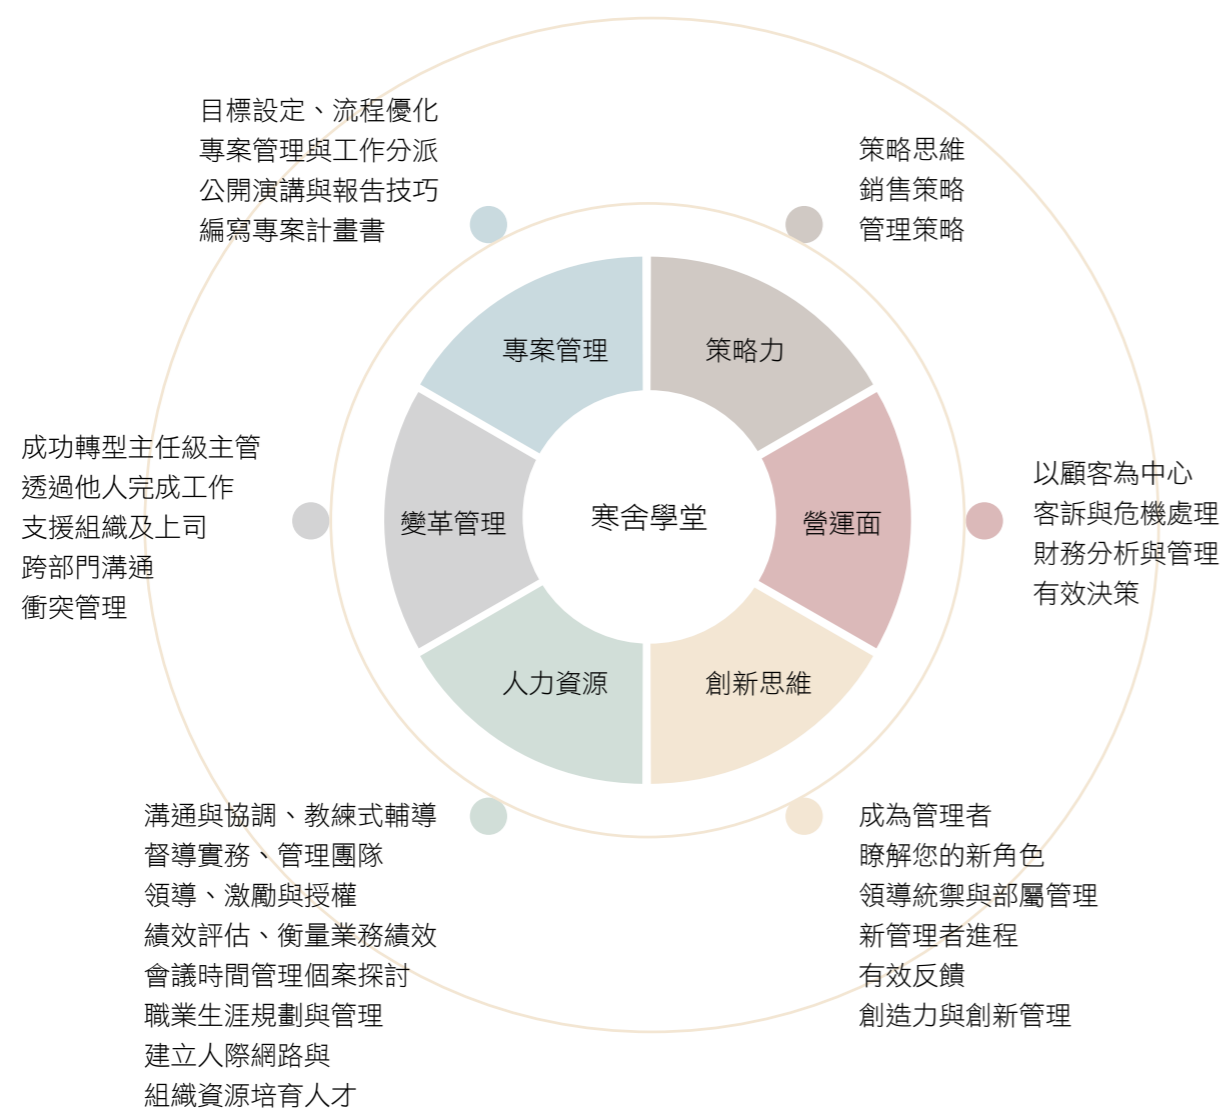 目標設定、流程優化
專案管理與工作分派
公開演講與報告技巧
編寫專案計畫書
策略思維
銷售策略
管理策略
專案管理
策略力
成功轉型主任級主管
透過他人完成工作
支援組織及上司
跨部門溝通
衝突管理
變革管理
寒舍學堂
營運面
以顧客為中心
客訴與危機處理
財務分析與管理
有效決策
人力資源
創新思維
溝通與協調、教練式輔導
督導實務、管理團隊
領導、激勵與授權
績效評估、衡量業務績效
會議時間管理個案探討
職業生涯規劃與管理
建立人際網路與
組織資源培育人才
成為管理者
瞭解您的新角色
領導統禦與部屬管理
新管理者進程
有效反饋
創造力與創新管理